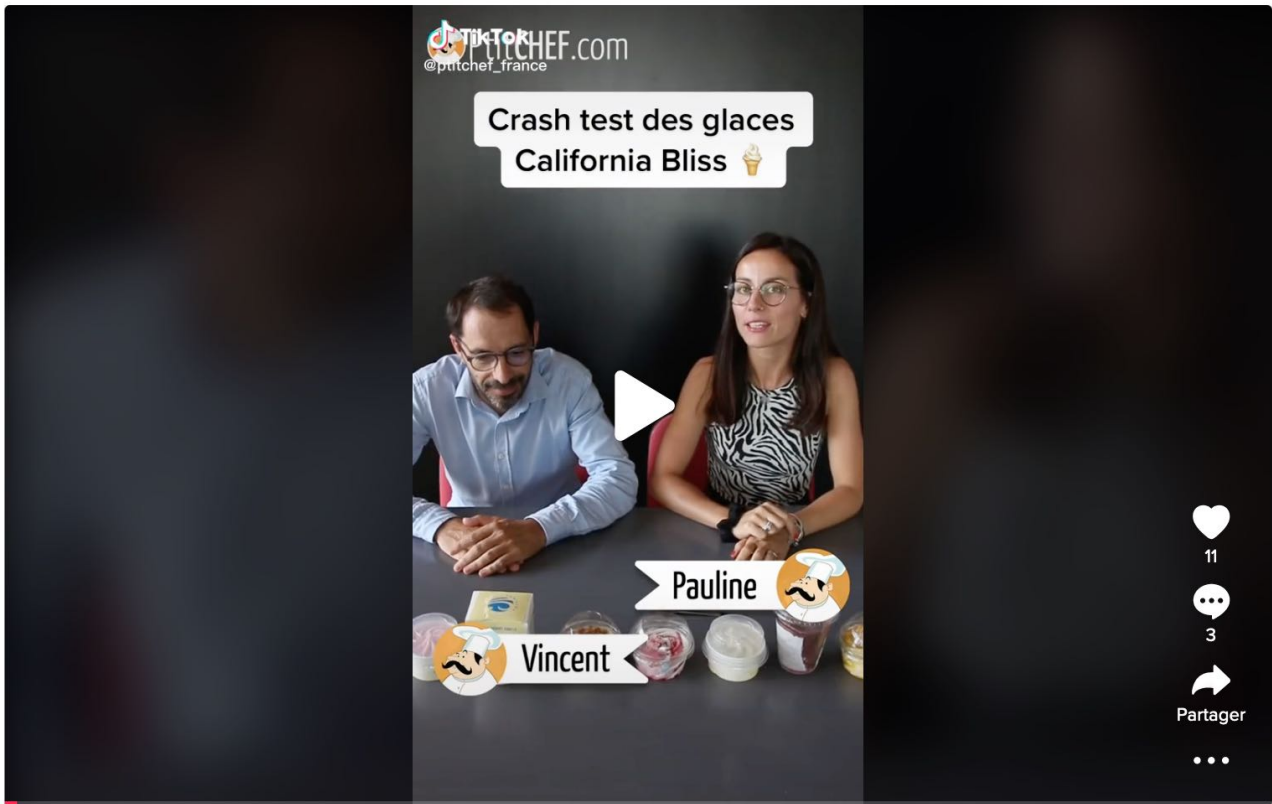 TikTok
PtitCHEF.com
@ptitchef_france
Crash test des glaces
California Bliss
Pauline
Vincent
11
3
Partager